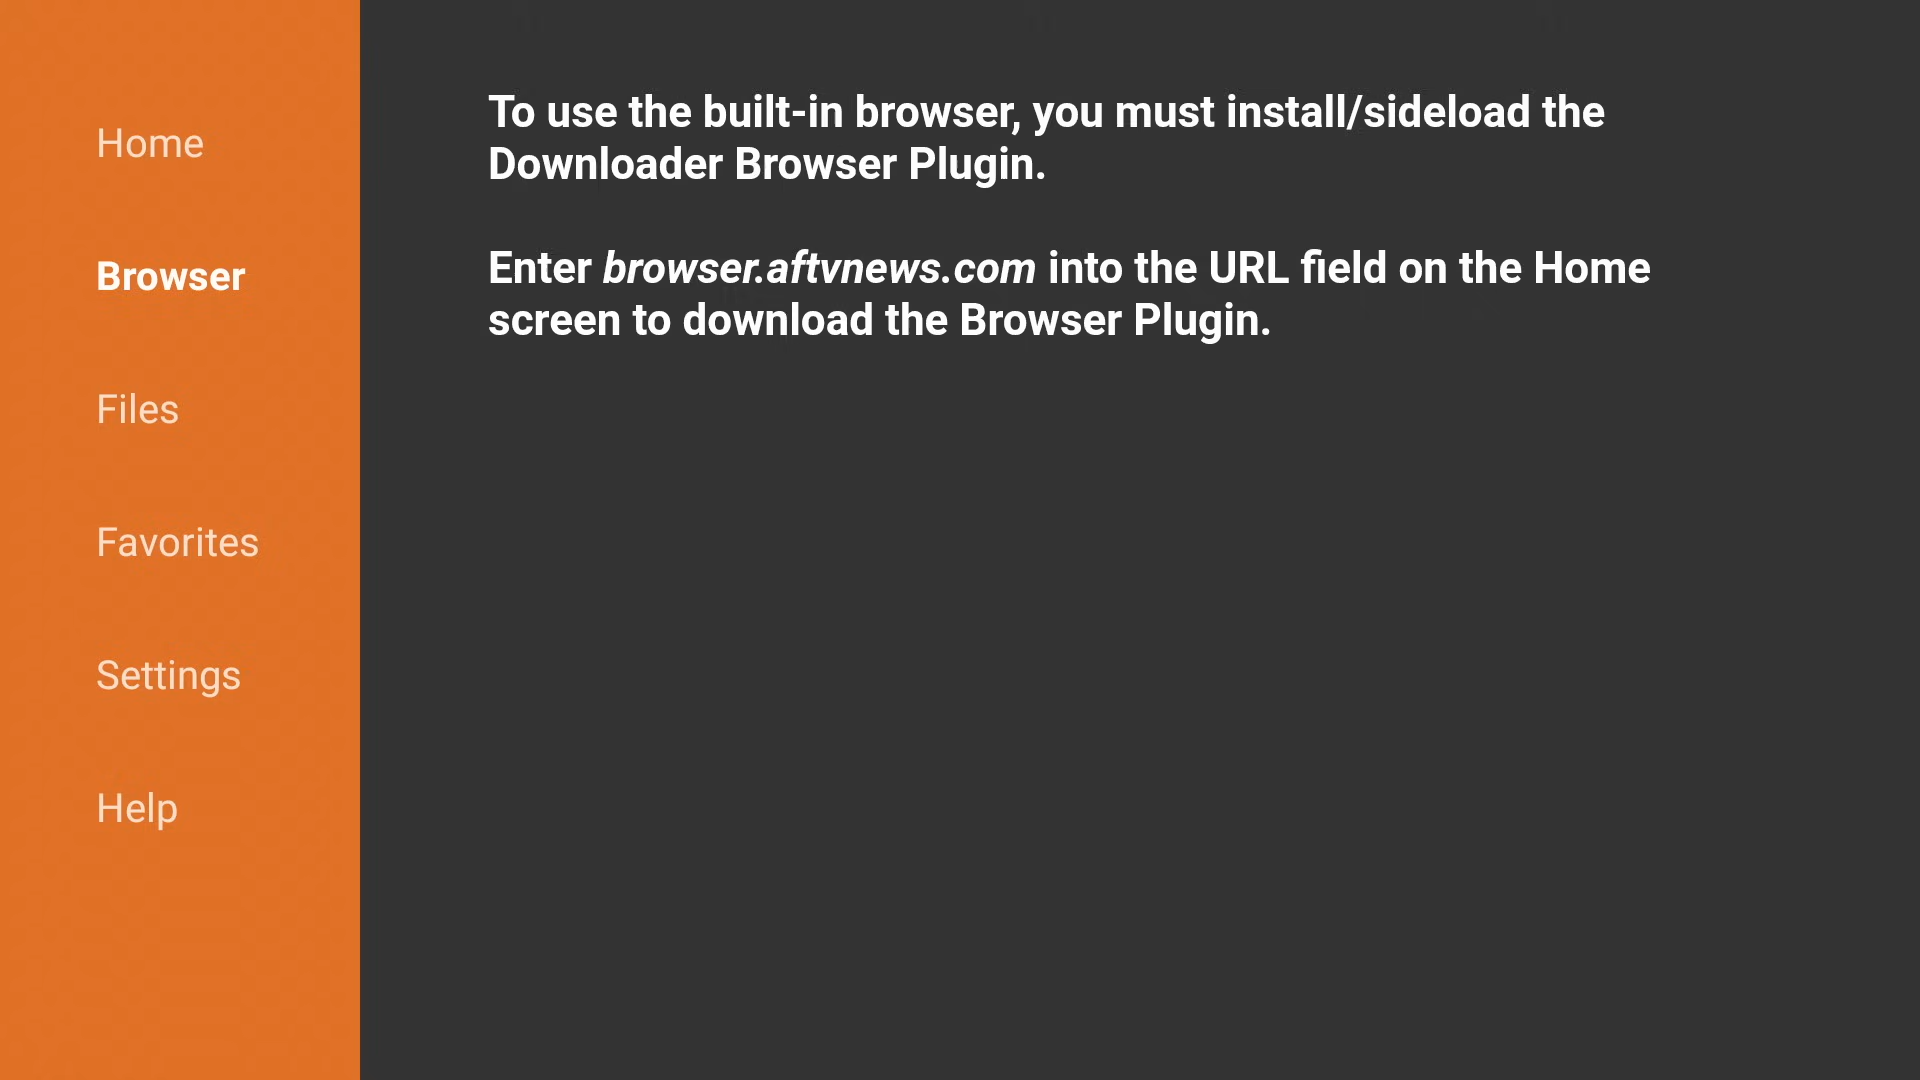 Home
Browser
Files
Favorites
Settings
Help
To use the built-in browser, you must install/sideload the
Downloader Browser Plugin.
Enter browser.aftvnews.com into the URL field on the Home
screen to download the Browser Plugin.